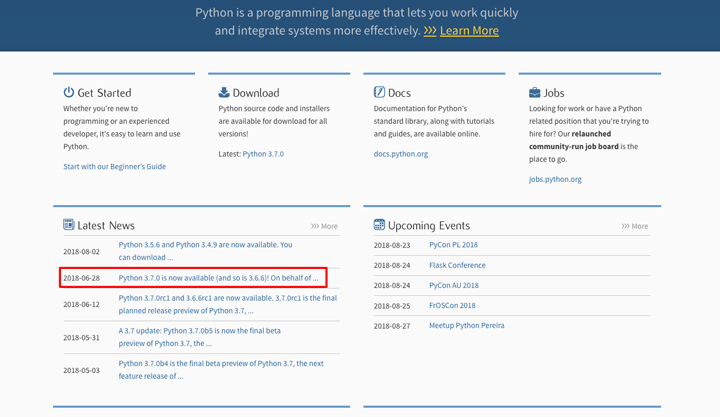 Python is a programming language that lets you work quickly
and integrate systems more effectively. >>> Learn More
Get Started
Whether you're new to
programming or an experienced
developer, it's easy to learn and use
Python.
Start with our Beginner's Guide
Download
Python source code and installers
are available for download for all
versions!
Latest: Python 3.7.0
Docs
Documentation for Python's
standard library, along with tutorials
and guides, are available online.
docs.python.org
Jobs
Looking for work or have a Python
related position that you're trying to
hire for? Our relaunched
community-run job board is the
place to go.
jobs.python.org
Latest News
>>> More
2018-08-02 Python 3.5.6 and Python 3.4.9 are now available. You
can download ...
2018-06-28 Python 3.7.0 is now available (and so is 3.6.6)! On behalf of ...
2018-06-12 Python 3.7.0rc1 and 3.6.6rc1 are now available. 3.7.0rc1 is the final
planned release preview of Python 3.7, ...
2018-05-31 A 3.7 update: Python 3.7.0b5 is now the final beta
preview of Python 3.7, the ...
2018-05-03 Python 3.7.0b4 is the final beta preview of Python 3.7, the next
feature release of ...
Upcoming Events
>>> More
2018-08-23 PyCon PL 2018
2018-08-24 Flask Conference
2018-08-24 PyCon AU 2018
2018-08-25 FrOSCon 2018
2018-08-27 Meetup Python Pereira